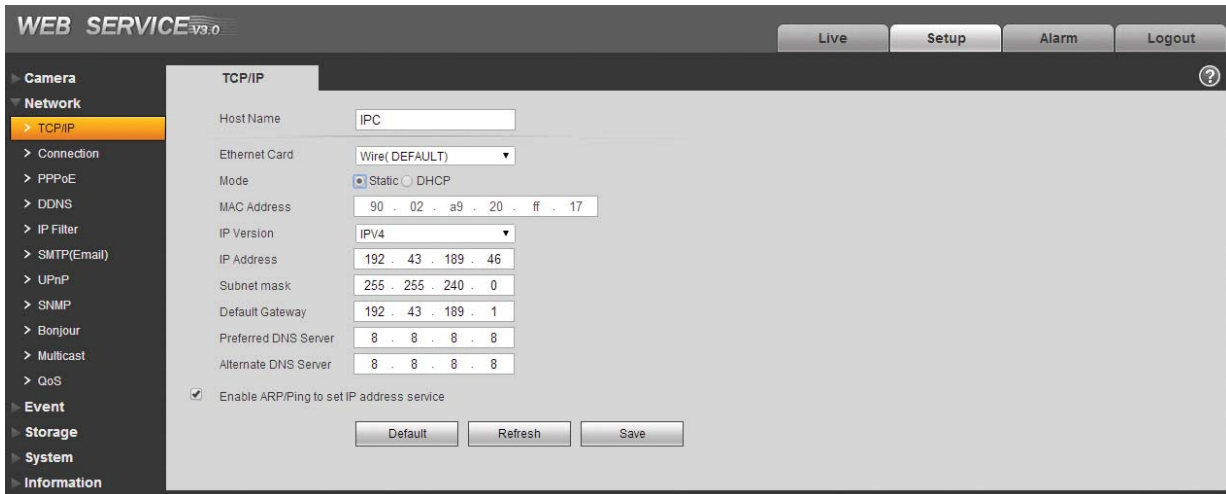 WEB SERVICE V3.0
Live Setup Alarm Logout
Camera
Network
> TCP/IP
> Connection
> PPPoE
> DDNS
> IP Filter
> SMTP(Email)
> UPnP
> SNMP
> Bonjour
> Multicast
> QoS
Event
Storage
System
Information
TCP/IP
?
Host Name IPC
Ethernet Card Wire( DEFAULT)
Mode Static DHCP
MAC Address 90 . 02 . a9 . 20 . ff . 17
IP Version IPV4
IP Address 192 . 43 . 189 . 46
Subnet mask 255 . 255 . 240 . 0
Default Gateway 192 . 43 . 189 . 1
Preferred DNS Server 8 . 8 . 8 . 8
Alternate DNS Server 8 . 8 . 8 . 8
Enable ARP/Ping to set IP address service
Default Refresh Save